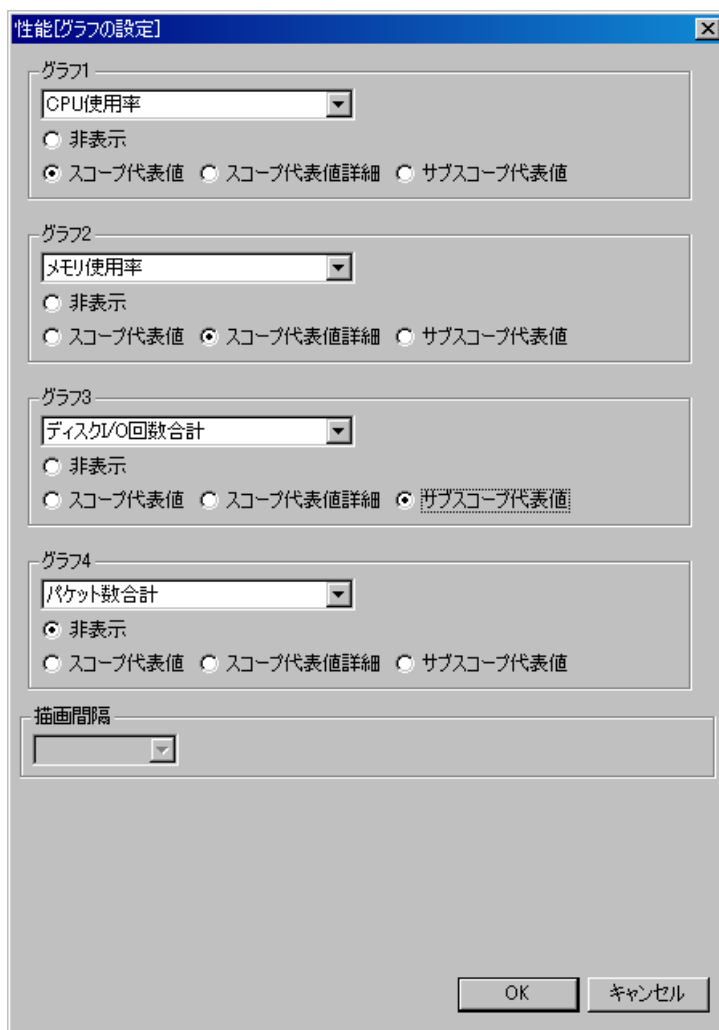 性能[グラフの設定]
グラフ1
CPU使用率
非表示
スコープ代表値 スコープ代表値詳細 サブスコープ代表値
グラフ2
メモリ使用率
非表示
スコープ代表値 スコープ代表値詳細 サブスコープ代表値
グラフ3
ディスクI/O回数合計
非表示
スコープ代表値 スコープ代表値詳細 サブスコープ代表値
グラフ4
パケット数合計
非表示
スコープ代表値 スコープ代表値詳細 サブスコープ代表値
描画間隔
OK キャンセル